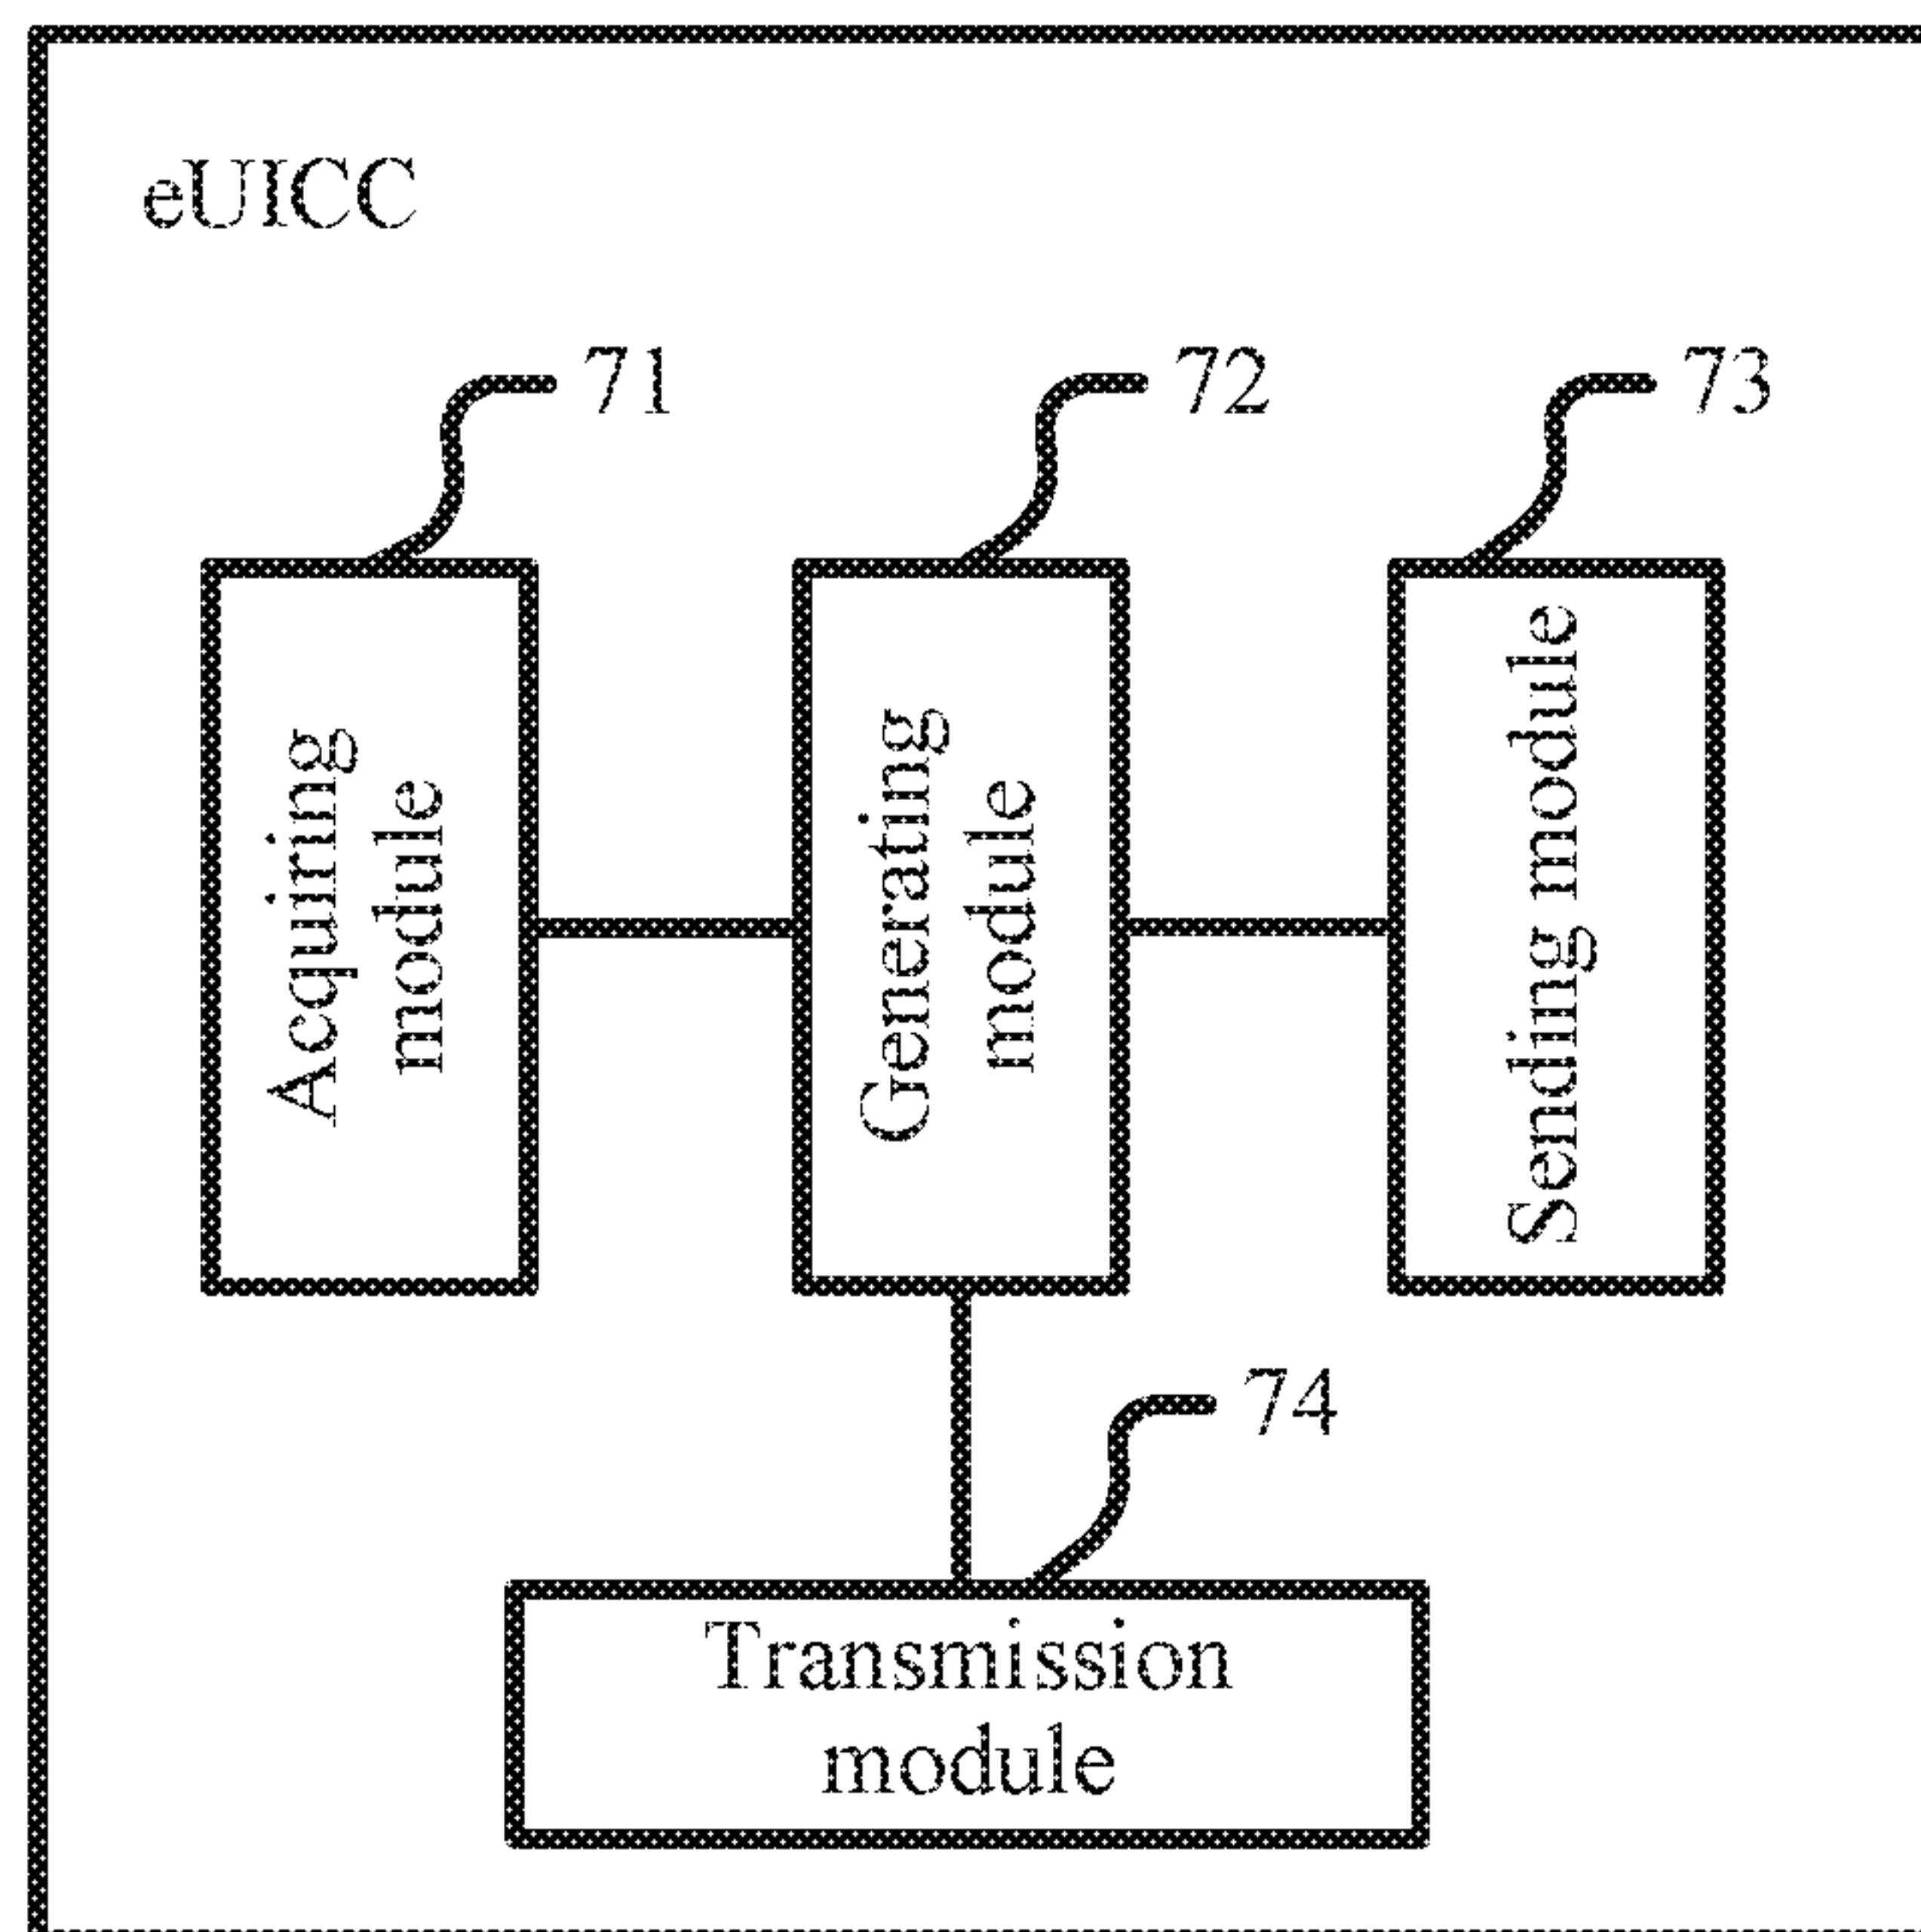 eUICC
71
72
73
Acquiring
module
Generating
module
Sending module
74
Transmission
module